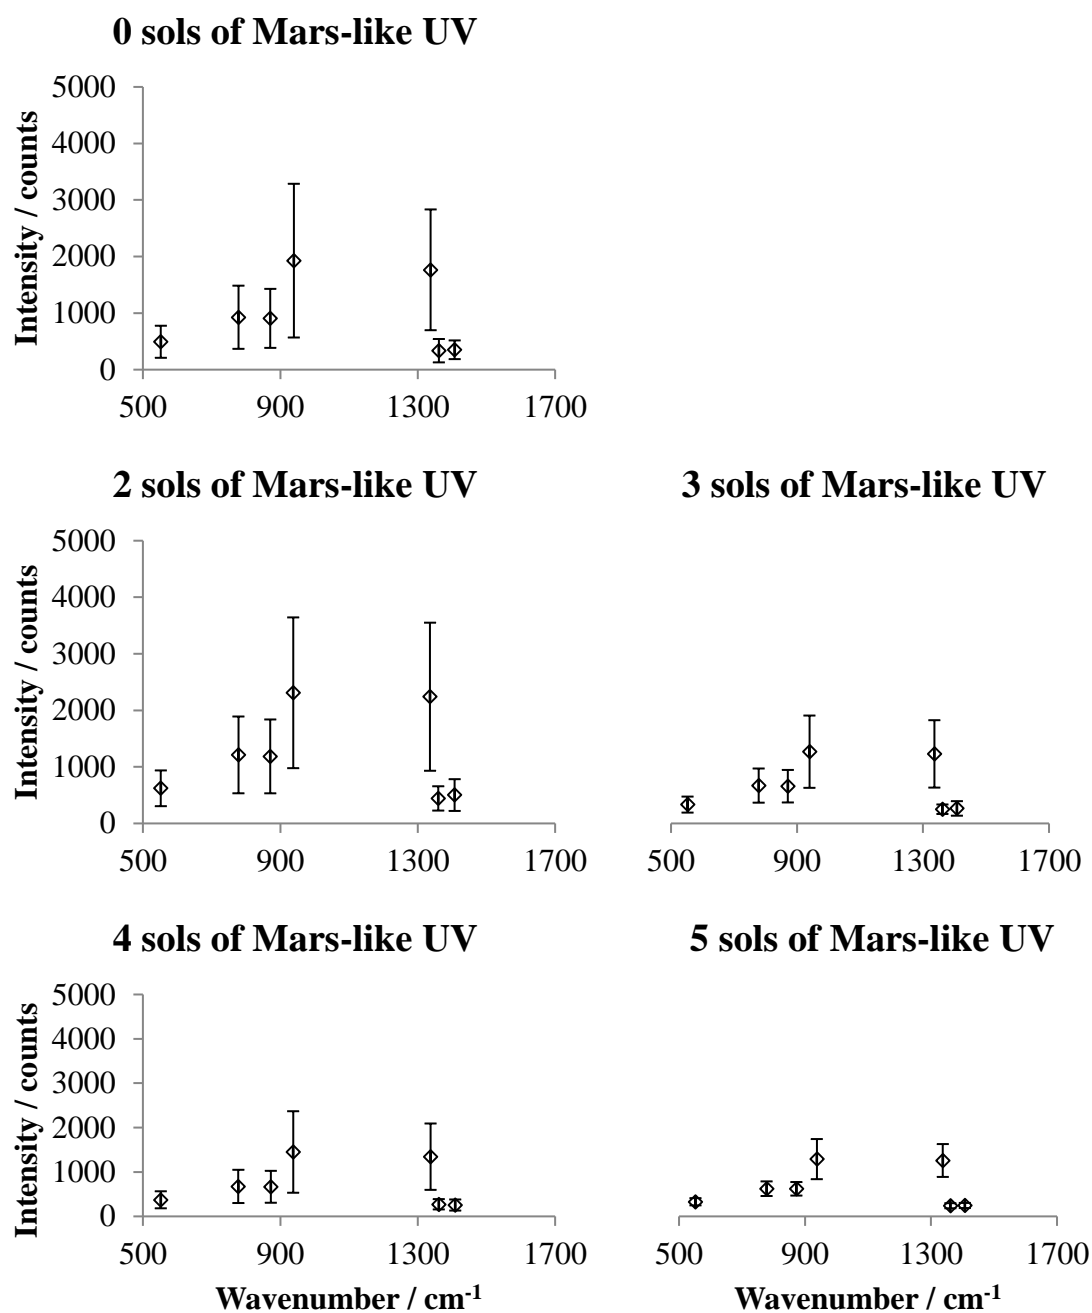 0 sols of Mars-like UV
Intensity / counts
5000
4000
3000
2000
1000
0
500 900 1300 1700
2 sols of Mars-like UV
Intensity / counts
5000
4000
3000
2000
1000
0
500 900 1300 1700
3 sols of Mars-like UV
500 900 1300 1700
4 sols of Mars-like UV
Intensity / counts
5000
4000
3000
2000
1000
0
500 900 1300 1700
Wavenumber / cm-1
5 sols of Mars-like UV
500 900 1300 1700
Wavenumber / cm-1